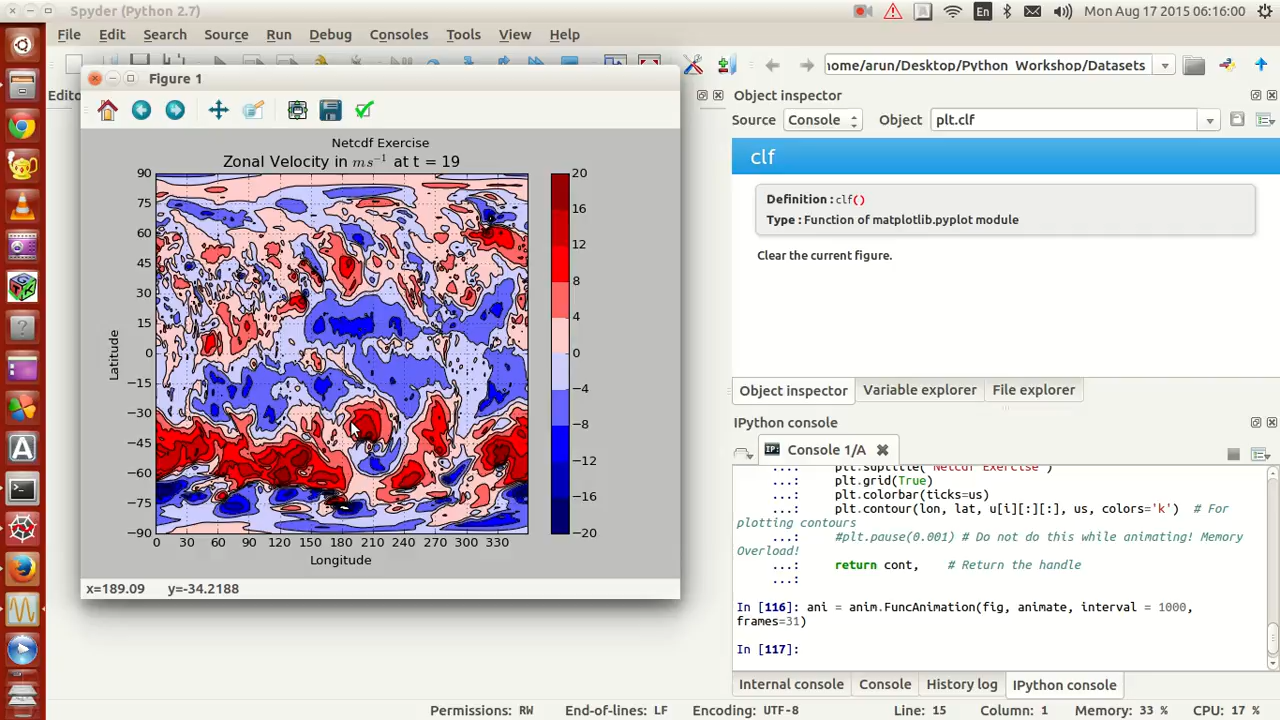 Spyder (Python 2.7)
En
Mon Aug 17 2015 06:16:00
File Edit Search Source Run Debug Consoles Tools View Help
Figure 1
home/arun/Desktop/Python Workshop/Datasets
Edito
Object inspector
Source Console Object plt.clf
clf
Definition : clf()
Type : Function of matplotlib.pyplot module
Clear the current figure.
Netcdf Exercise
Zonal Velocity in ms⁻¹ at t = 19
90
75
60
45
30
15
0
−15
−30
−45
−60
−75
−90
Latitude
0 30 60 90 120 150 180 210 240 270 300 330
Longitude
20
16
12
8
4
0
−4
−8
−12
−16
−20
x=189.09 y=-34.2188
Object inspector Variable explorer File explorer
IPython console
IP: Console 1/A
...: plt.suptitle("Netcdf Exercise")
...: plt.grid(True)
...: plt.colorbar(ticks=us)
...: plt.contour(lon, lat, u[i][:][:], us, colors='k') # For
plotting contours
...: #plt.pause(0.001) # Do not do this while animating! Memory
Overload!
...: return cont, # Return the handle
...:
In [116]: ani = anim.FuncAnimation(fig, animate, interval = 1000,
frames=31)
In [117]:
Internal console Console History log IPython console
Permissions: RW End-of-lines: LF Encoding: UTF-8 Line: 15 Column: 1 Memory: 33 % CPU: 17 %